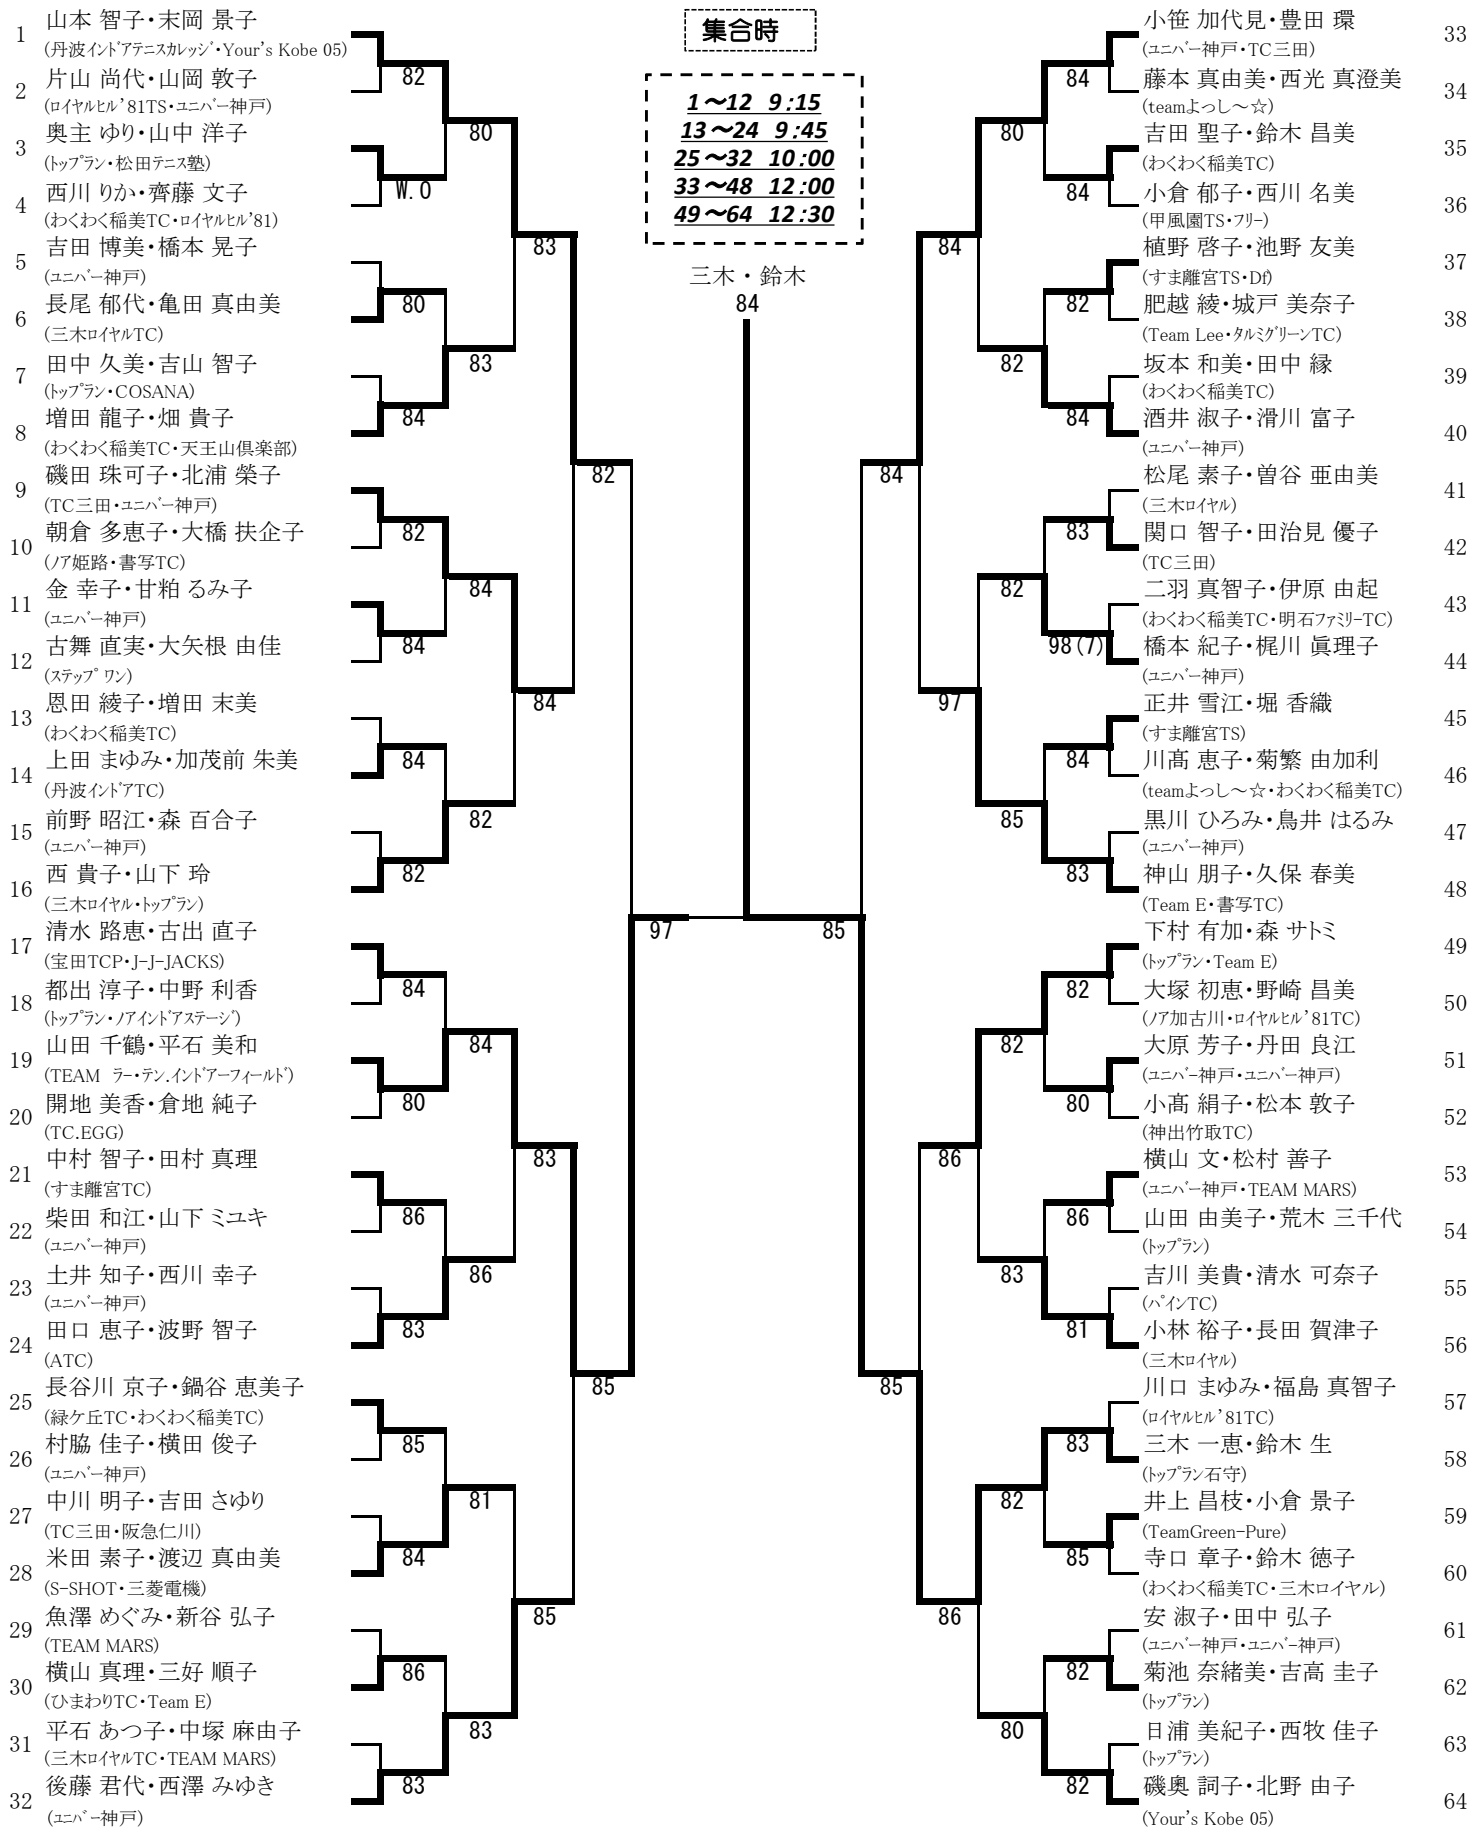 集合時
1～12 9:15
13～24 9:45
25～32 10:00
33～48 12:00
49～64 12:30
三木・鈴木
84
1 山本 智子・末岡 景子
(丹波インドアテニスカレッジ・Your's Kobe 05)
2 片山 尚代・山岡 敦子
(ロイヤルヒル'81TS・ユニバー神戸)
3 奥主 ゆり・山中 洋子
(トップラン・松田テニス塾)
4 西川 りか・齊藤 文子
(わくわく稲美TC・ロイヤルヒル'81)
5 吉田 博美・橋本 晃子
(ユニバー神戸)
6 長尾 郁代・亀田 真由美
(三木ロイヤルTC)
7 田中 久美・吉山 智子
(トップラン・COSANA)
8 増田 龍子・畑 貴子
(わくわく稲美TC・天王山倶楽部)
9 磯田 珠可子・北浦 榮子
(TC三田・ユニバー神戸)
10 朝倉 多恵子・大橋 扶企子
(ノア姫路・書写TC)
11 金 幸子・甘粕 るみ子
(ユニバー神戸)
12 古舞 直実・大矢根 由佳
(ステップ ワン)
13 恩田 綾子・増田 末美
(わくわく稲美TC)
14 上田 まゆみ・加茂前 朱美
(丹波インドアTC)
15 前野 昭江・森 百合子
(ユニバー神戸)
16 西 貴子・山下 玲
(三木ロイヤル・トップラン)
17 清水 路恵・古出 直子
(宝田TCP・J-J-JACKS)
18 都出 淳子・中野 利香
(トップラン・ノアインドアステージ)
19 山田 千鶴・平石 美和
(TEAM ラー・テン.インドアーフィールド)
20 開地 美香・倉地 純子
(TC.EGG)
21 中村 智子・田村 真理
(すま離宮TC)
22 柴田 和江・山下 ミユキ
(ユニバー神戸)
23 土井 知子・西川 幸子
(ユニバー神戸)
24 田口 恵子・波野 智子
(ATC)
25 長谷川 京子・鍋谷 恵美子
(緑ケ丘TC・わくわく稲美TC)
26 村脇 佳子・横田 俊子
(ユニバー神戸)
27 中川 明子・吉田 さゆり
(TC三田・阪急仁川)
28 米田 素子・渡辺 真由美
(S-SHOT・三菱電機)
29 魚澤 めぐみ・新谷 弘子
(TEAM MARS)
30 横山 真理・三好 順子
(ひまわりTC・Team E)
31 平石 あつ子・中塚 麻由子
(三木ロイヤルTC・TEAM MARS)
32 後藤 君代・西澤 みゆき
(ユニバー神戸)
82
W.O
80
84
82
84
84
82
84
80
86
83
85
84
86
83
80
83
84
82
84
86
81
83
83
84
83
85
82
85
97
小笹 加代見・豊田 環 33
(ユニバー神戸・TC三田)
藤本 真由美・西光 真澄美 34
(teamよっし～☆)
吉田 聖子・鈴木 昌美 35
(わくわく稲美TC)
小倉 郁子・西川 名美 36
(甲風園TS・フリー)
植野 啓子・池野 友美 37
(すま離宮TS・Df)
肥越 綾・城戸 美奈子 38
(Team Lee・タルミグリーンTC)
坂本 和美・田中 縁 39
(わくわく稲美TC)
酒井 淑子・滑川 富子 40
(ユニバー神戸)
松尾 素子・曽谷 亜由美 41
(三木ロイヤル)
関口 智子・田治見 優子 42
(TC三田)
二羽 真智子・伊原 由起 43
(わくわく稲美TC・明石ファミリーTC)
橋本 紀子・梶川 眞理子 44
(ユニバー神戸)
正井 雪江・堀 香織 45
(すま離宮TS)
川髙 恵子・菊繁 由加利 46
(teamよっし～☆・わくわく稲美TC)
黒川 ひろみ・鳥井 はるみ 47
(ユニバー神戸)
神山 朋子・久保 春美 48
(Team E・書写TC)
下村 有加・森 サトミ 49
(トップラン・Team E)
大塚 初恵・野崎 昌美 50
(ノア加古川・ロイヤルヒル'81TC)
大原 芳子・丹田 良江 51
(ユニバー神戸・ユニバー神戸)
小髙 絹子・松本 敦子 52
(神出竹取TC)
横山 文・松村 善子 53
(ユニバー神戸・TEAM MARS)
山田 由美子・荒木 三千代 54
(トップラン)
吉川 美貴・清水 可奈子 55
(パインTC)
小林 裕子・長田 賀津子 56
(三木ロイヤル)
川口 まゆみ・福島 真智子 57
(ロイヤルヒル'81TC)
三木 一恵・鈴木 生 58
(トップラン石守)
井上 昌枝・小倉 景子 59
(TeamGreen-Pure)
寺口 章子・鈴木 徳子 60
(わくわく稲美TC・三木ロイヤル)
安 淑子・田中 弘子 61
(ユニバー神戸・ユニバー神戸)
菊池 奈緒美・吉高 圭子 62
(トップラン)
日浦 美紀子・西牧 佳子 63
(トップラン)
磯奥 詞子・北野 由子 64
(Your's Kobe 05)
84
84
82
84
83
98(7)
84
83
82
80
86
81
83
85
82
82
80
82
82
85
82
83
82
80
84
97
86
86
84
85
85